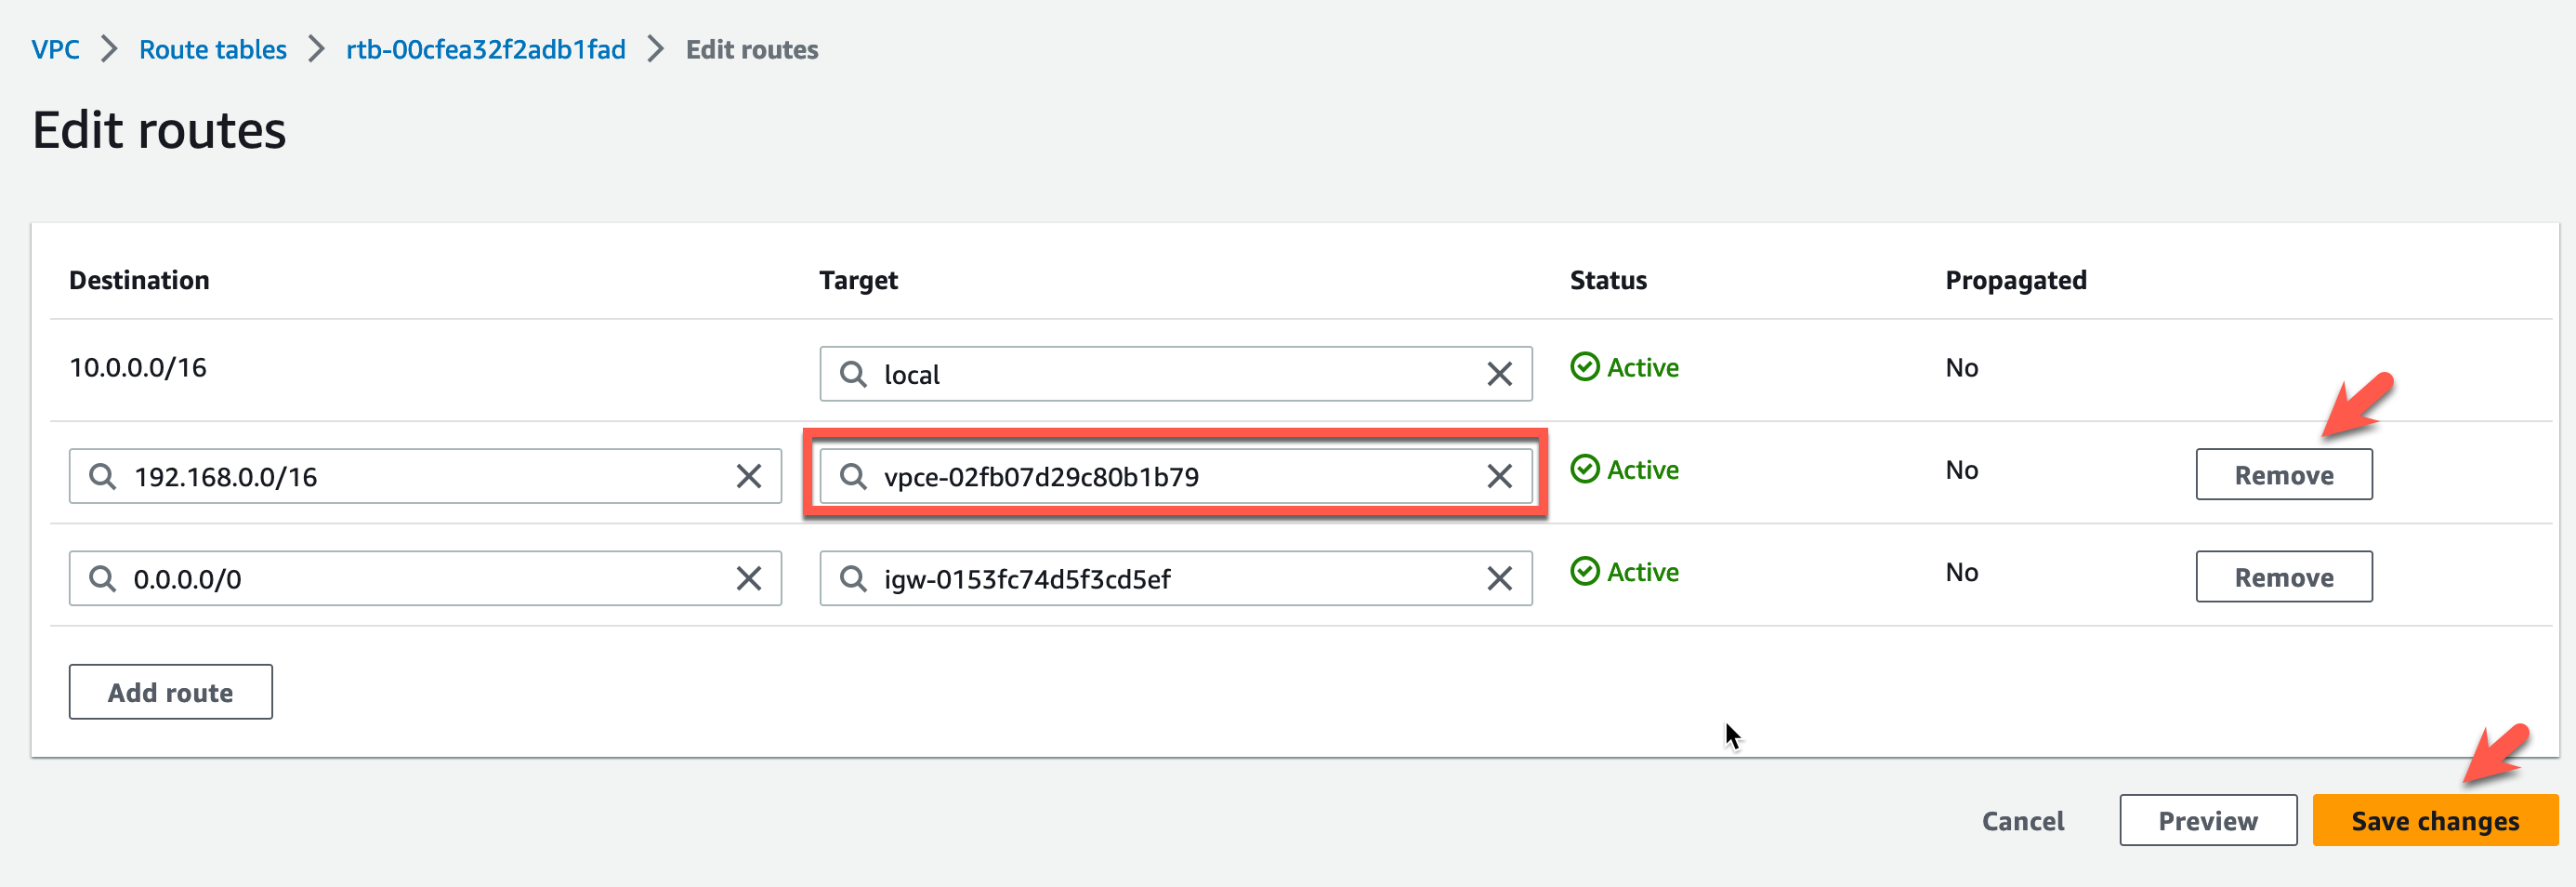 VPC > Route tables > rtb-00cfea32f2adb1fad > Edit routes
Edit routes
Destination Target Status Propagated
10.0.0.0/16 local Active No
192.168.0.0/16 vpce-02fb07d29c80b1b79 Active No Remove
0.0.0.0/0 igw-0153fc74d5f3cd5ef Active No Remove
Add route
Cancel Preview Save changes